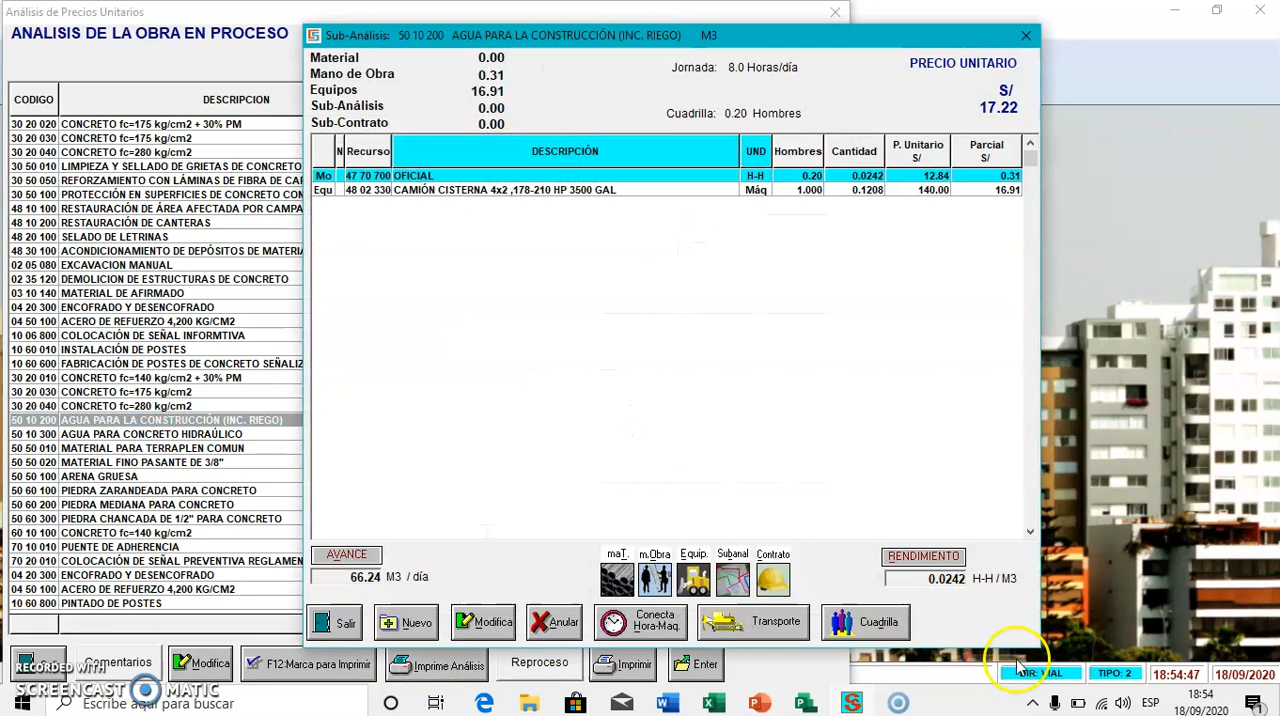 Análisis de Precios Unitarios
ANALISIS DE LA OBRA EN PROCESO
CODIGO DESCRIPCION
30 20 020 CONCRETO fc=175 kg/cm2 + 30% PM
30 20 030 CONCRETO fc=175 kg/cm2
30 20 040 CONCRETO fc=280 kg/cm2
30 50 010 LIMPIEZA Y SELLADO DE GRIETAS DE CONCRETO
30 50 050 REFORZAMIENTO CON LÁMINAS DE FIBRA DE CAR
30 50 100 PROTECCIÓN EN SUPERFICIES DE CONCRETO CON
48 10 100 RESTAURACIÓN DE ÁREA AFECTADA POR CAMPA
48 10 200 RESTAURACIÓN DE CANTERAS
48 20 100 SELADO DE LETRINAS
48 30 100 ACONDICIONAMIENTO DE DEPÓSITOS DE MATERIA
02 05 080 EXCAVACION MANUAL
02 35 120 DEMOLICION DE ESTRUCTURAS DE CONCRETO
03 10 140 MATERIAL DE AFIRMADO
04 20 300 ENCOFRADO Y DESENCOFRADO
04 50 100 ACERO DE REFUERZO 4,200 KG/CM2
10 06 800 COLOCACIÓN DE SEÑAL INFORMTIVA
10 60 010 INSTALACIÓN DE POSTES
10 60 600 FABRICACIÓN DE POSTES DE CONCRETO SEÑALIZ
30 20 010 CONCRETO fc=140 kg/cm2 + 30% PM
30 20 030 CONCRETO fc=175 kg/cm2
30 20 040 CONCRETO fc=280 kg/cm2
50 10 200 AGUA PARA LA CONSTRUCCIÓN (INC. RIEGO)
50 10 300 AGUA PARA CONCRETO HIDRAÚLICO
50 50 010 MATERIAL PARA TERRAPLEN COMUN
50 50 020 MATERIAL FINO PASANTE DE 3/8"
50 50 100 ARENA GRUESA
50 60 100 PIEDRA ZARANDEADA PARA CONCRETO
50 60 200 PIEDRA MEDIANA PARA CONCRETO
50 60 300 PIEDRA CHANCADA DE 1/2" PARA CONCRETO
60 10 100 CONCRETO fc=140 kg/cm2
70 10 010 PUENTE DE ADHERENCIA
70 20 010 COLOCACIÓN DE SEÑAL PREVENTIVA REGLAMEN
04 20 300 ENCOFRADO Y DESENCOFRADO
04 50 100 ACERO DE REFUERZO 4,200 KG/CM2
10 60 800 PINTADO DE POSTES
Sub-Análisis: 50 10 200 AGUA PARA LA CONSTRUCCIÓN (INC. RIEGO) M3
Material 0.00
Mano de Obra 0.31
Equipos 16.91
Sub-Análisis 0.00
Sub-Contrato 0.00
Jornada: 8.0 Horas/día
Cuadrilla: 0.20 Hombres
PRECIO UNITARIO
S/
17.22
N Recurso DESCRIPCIÓN UND Hombres Cantidad P. Unitario S/ Parcial S/
Mo 47 70 700 OFICIAL H-H 0.20 0.0242 12.84 0.31
Equ 48 02 330 CAMIÓN CISTERNA 4x2 ,178-210 HP 3500 GAL Máq 1.000 0.1208 140.00 16.91
AVANCE
66.24 M3 / día
maT. m.Obra Equip. Subanal Contrato
RENDIMIENTO
0.0242 H-H / M3
Salir Nuevo Modifica Anular Conecta Hora-Maq. Transporte Cuadrilla
Comentarios Modifica F12 Marca para Imprimir Imprime Análisis Reproceso Imprimir Enter
TIPO: 2 18:54:47 18/09/2020
RECORDED WITH
SCREENCAST MATIC
Escribe aquí para buscar
ESP
18:54
18/09/2020